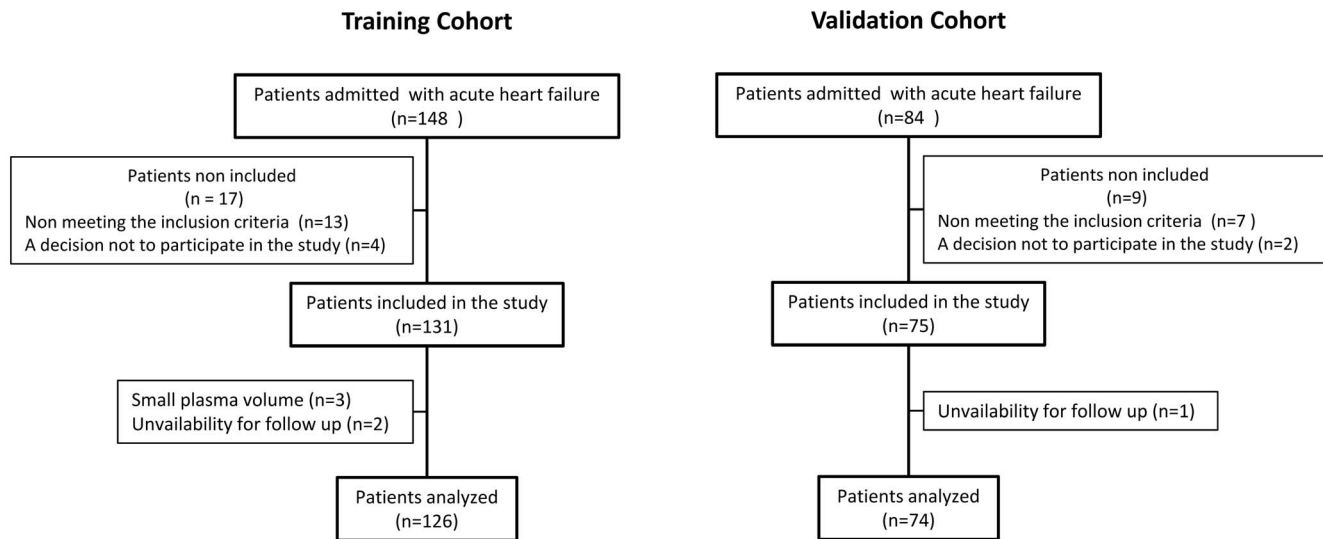 Training Cohort
Patients admitted with acute heart failure
(n=148 )
Patients non included
(n = 17)
Non meeting the inclusion criteria (n=13)
A decision not to participate in the study (n=4)
Patients included in the study
(n=131)
Small plasma volume (n=3)
Unvailability for follow up (n=2)
Patients analyzed
(n=126)
Validation Cohort
Patients admitted with acute heart failure
(n=84 )
Patients non included
(n=9)
Non meeting the inclusion criteria (n=7 )
A decision not to participate in the study (n=2)
Patients included in the study
(n=75)
Unvailability for follow up (n=1)
Patients analyzed
(n=74)